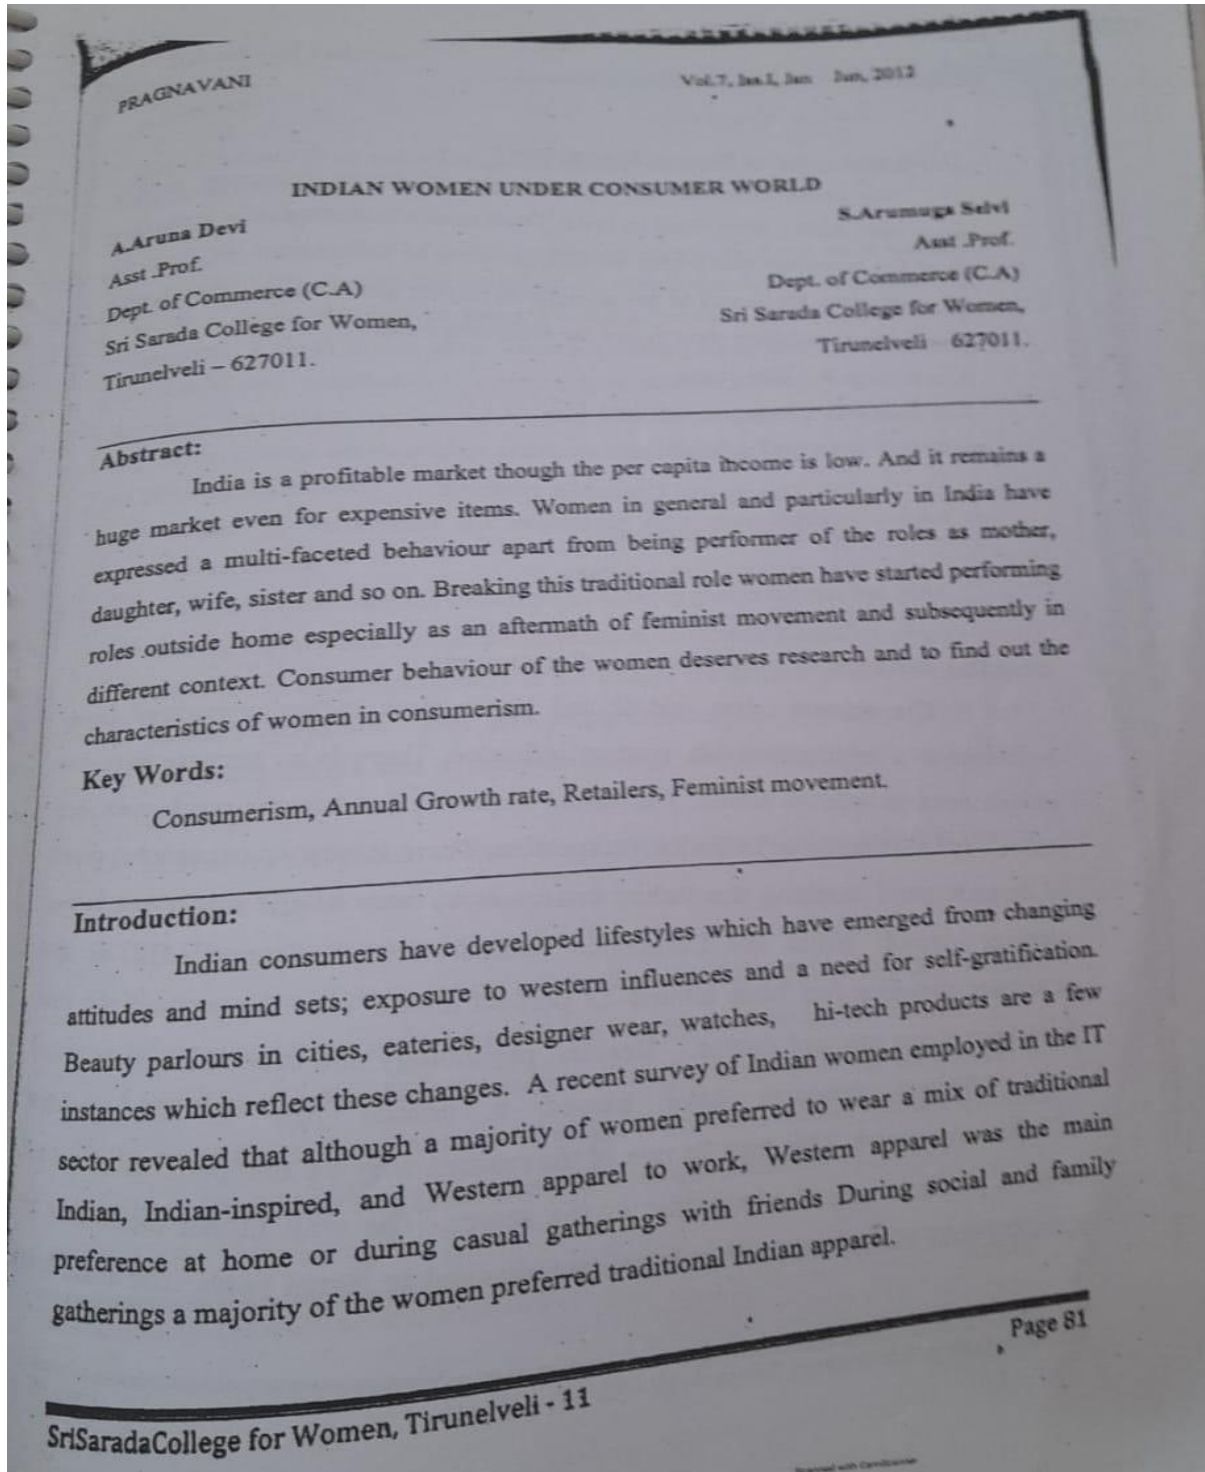 PRAGNAVANI
Vol.7, Iss.I, Jan Jun, 2012
INDIAN WOMEN UNDER CONSUMER WORLD
A.Aruna Devi
Asst .Prof.
Dept. of Commerce (C.A)
Sri Sarada College for Women,
Tirunelveli – 627011.
S.Arumuga Selvi
Asst .Prof.
Dept. of Commerce (C.A)
Sri Sarada College for Women,
Tirunelveli 627011.
Abstract:
India is a profitable market though the per capita income is low. And it remains a
huge market even for expensive items. Women in general and particularly in India have
expressed a multi-faceted behaviour apart from being performer of the roles as mother,
daughter, wife, sister and so on. Breaking this traditional role women have started performing
roles outside home especially as an aftermath of feminist movement and subsequently in
different context. Consumer behaviour of the women deserves research and to find out the
characteristics of women in consumerism.
Key Words:
Consumerism, Annual Growth rate, Retailers, Feminist movement.
Introduction:
Indian consumers have developed lifestyles which have emerged from changing
attitudes and mind sets; exposure to western influences and a need for self-gratification.
Beauty parlours in cities, eateries, designer wear, watches, hi-tech products are a few
instances which reflect these changes. A recent survey of Indian women employed in the IT
sector revealed that although a majority of women preferred to wear a mix of traditional
Indian, Indian-inspired, and Western apparel to work, Western apparel was the main
preference at home or during casual gatherings with friends During social and family
gatherings a majority of the women preferred traditional Indian apparel.
Page 81
SriSaradaCollege for Women, Tirunelveli - 11
Scanned with CamScanner